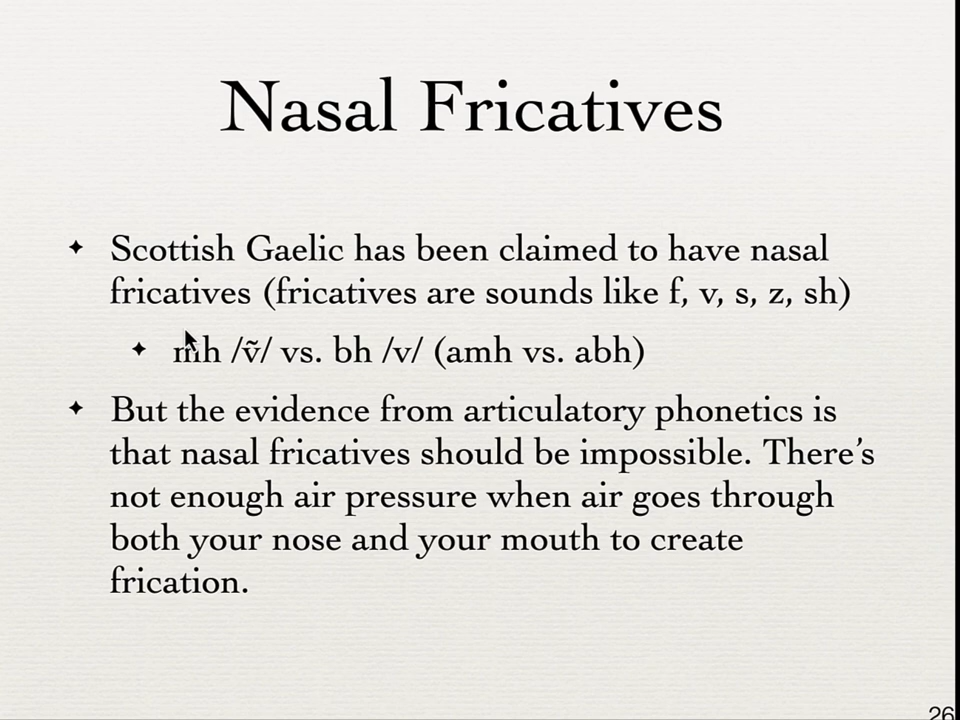 Nasal Fricatives
✦ Scottish Gaelic has been claimed to have nasal
fricatives (fricatives are sounds like f, v, s, z, sh)
✦ mh /ṽ/ vs. bh /v/ (amh vs. abh)
✦ But the evidence from articulatory phonetics is
that nasal fricatives should be impossible. There’s
not enough air pressure when air goes through
both your nose and your mouth to create
frication.
26